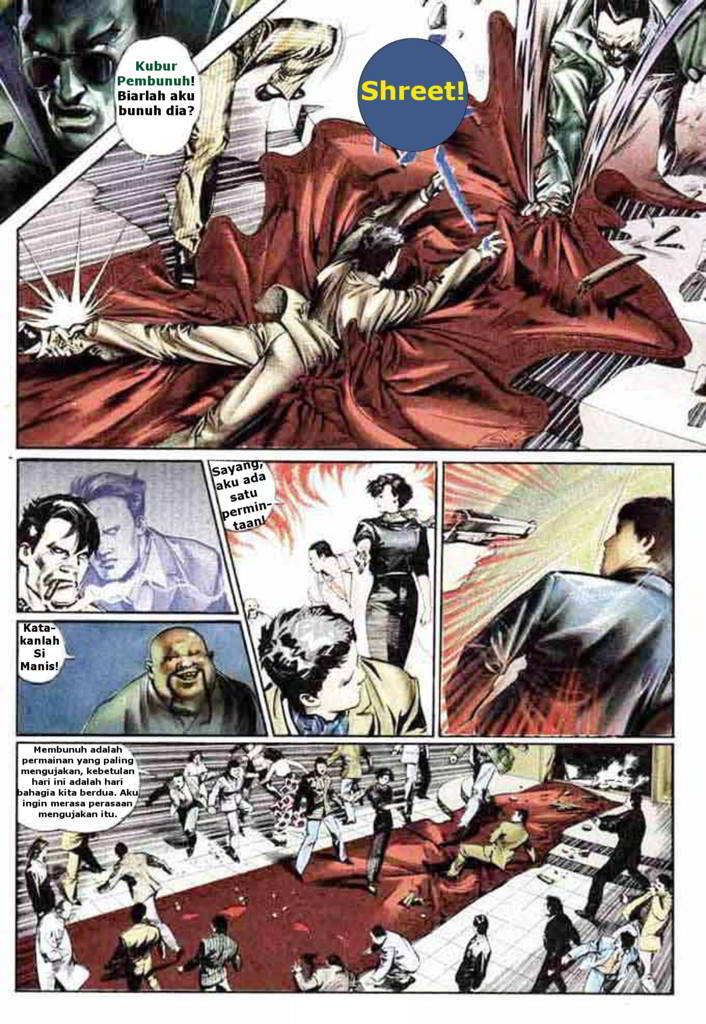 Kubur
Pembunuh!
Biarlah aku
bunuh dia?
Shreet!
Sayang,
aku ada
satu
permin-
taan!
Kata-
kanlah
Si
Manis!
Membunuh adalah
permainan yang paling
mengujakan, kebetulan
hari ini adalah hari
bahagia kita berdua. Aku
ingin merasa perasaan
mengujakan itu.